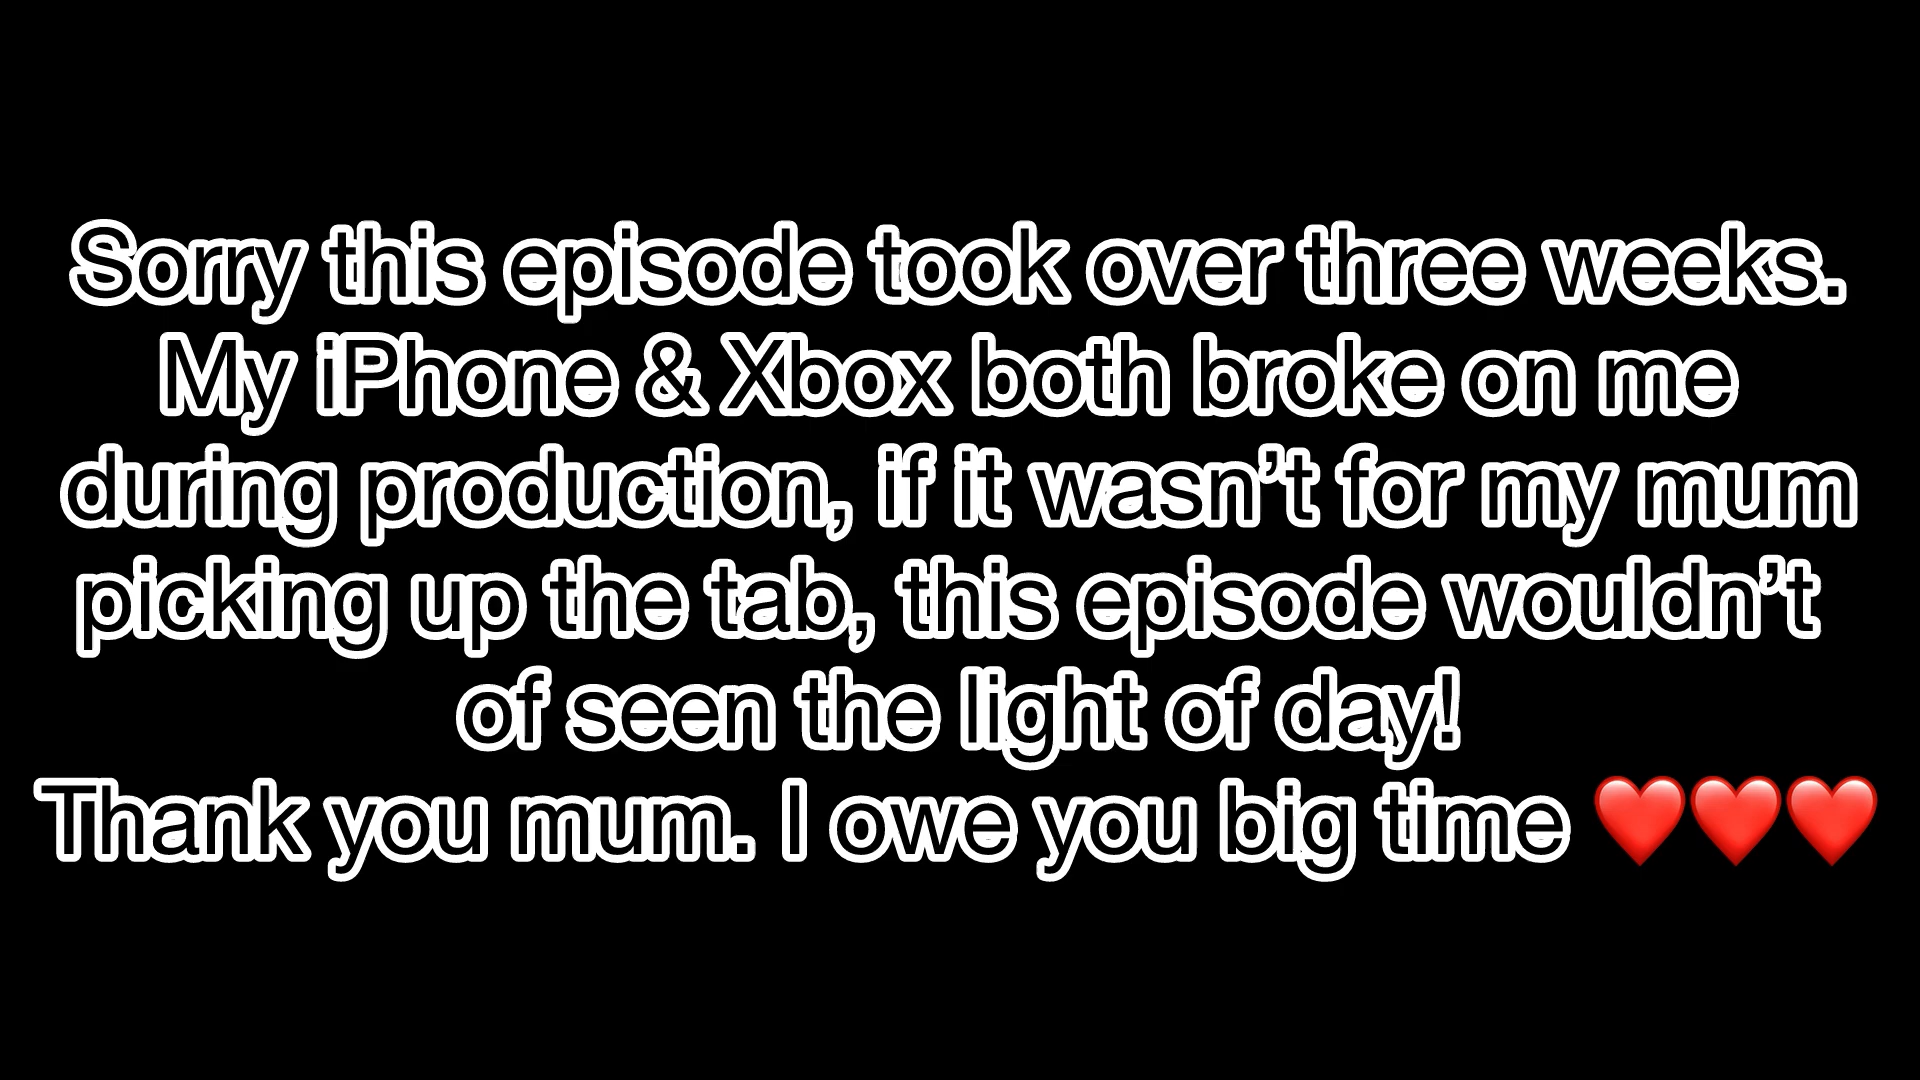 Sorry this episode took over three weeks.
My iPhone & Xbox both broke on me
during production, if it wasn’t for my mum
picking up the tab, this episode wouldn’t
of seen the light of day!
Thank you mum. I owe you big time ❤️❤️❤️